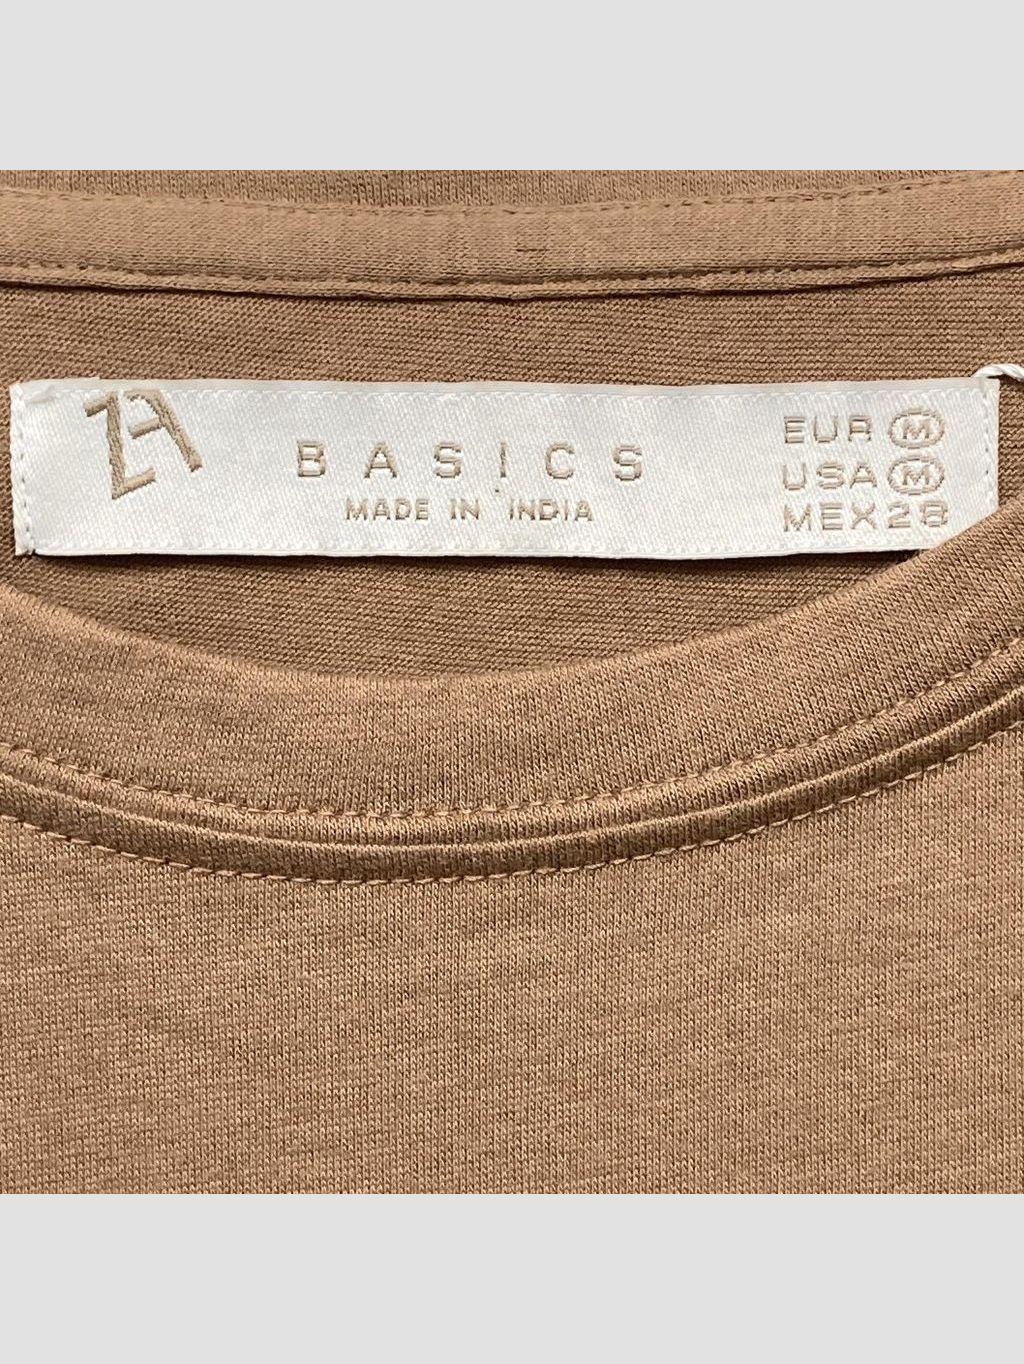 ZA
BASICS
MADE IN INDIA
EUR M
USA M
MEX 28